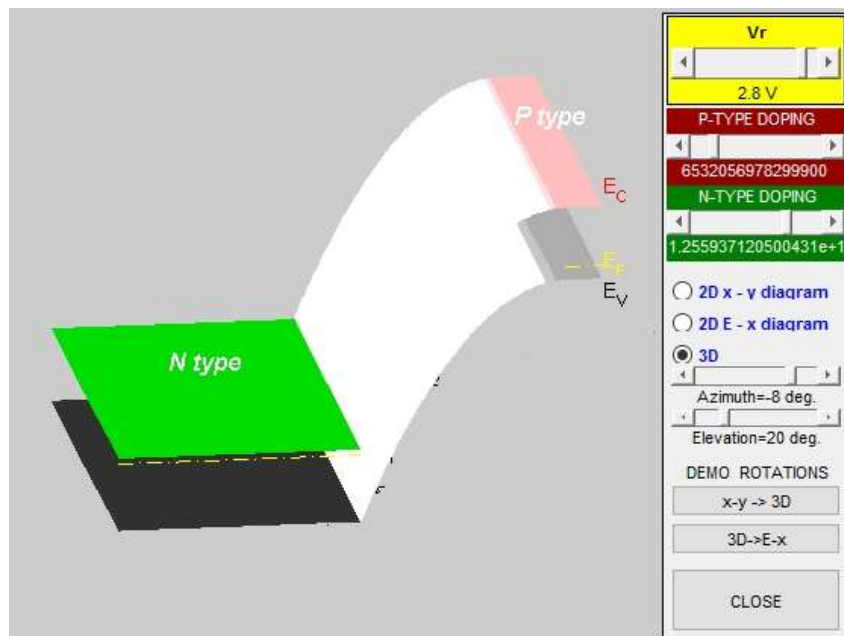 Vr
2.8 V
P-TYPE DOPING
6532056978299900
N-TYPE DOPING
1.255937120500431e+1
2D x - y diagram
2D E - x diagram
3D
Azimuth=-8 deg.
Elevation=20 deg.
DEMO ROTATIONS
x-y -> 3D
3D->E-x
CLOSE
P type
E_C
E_F
E_V
N type